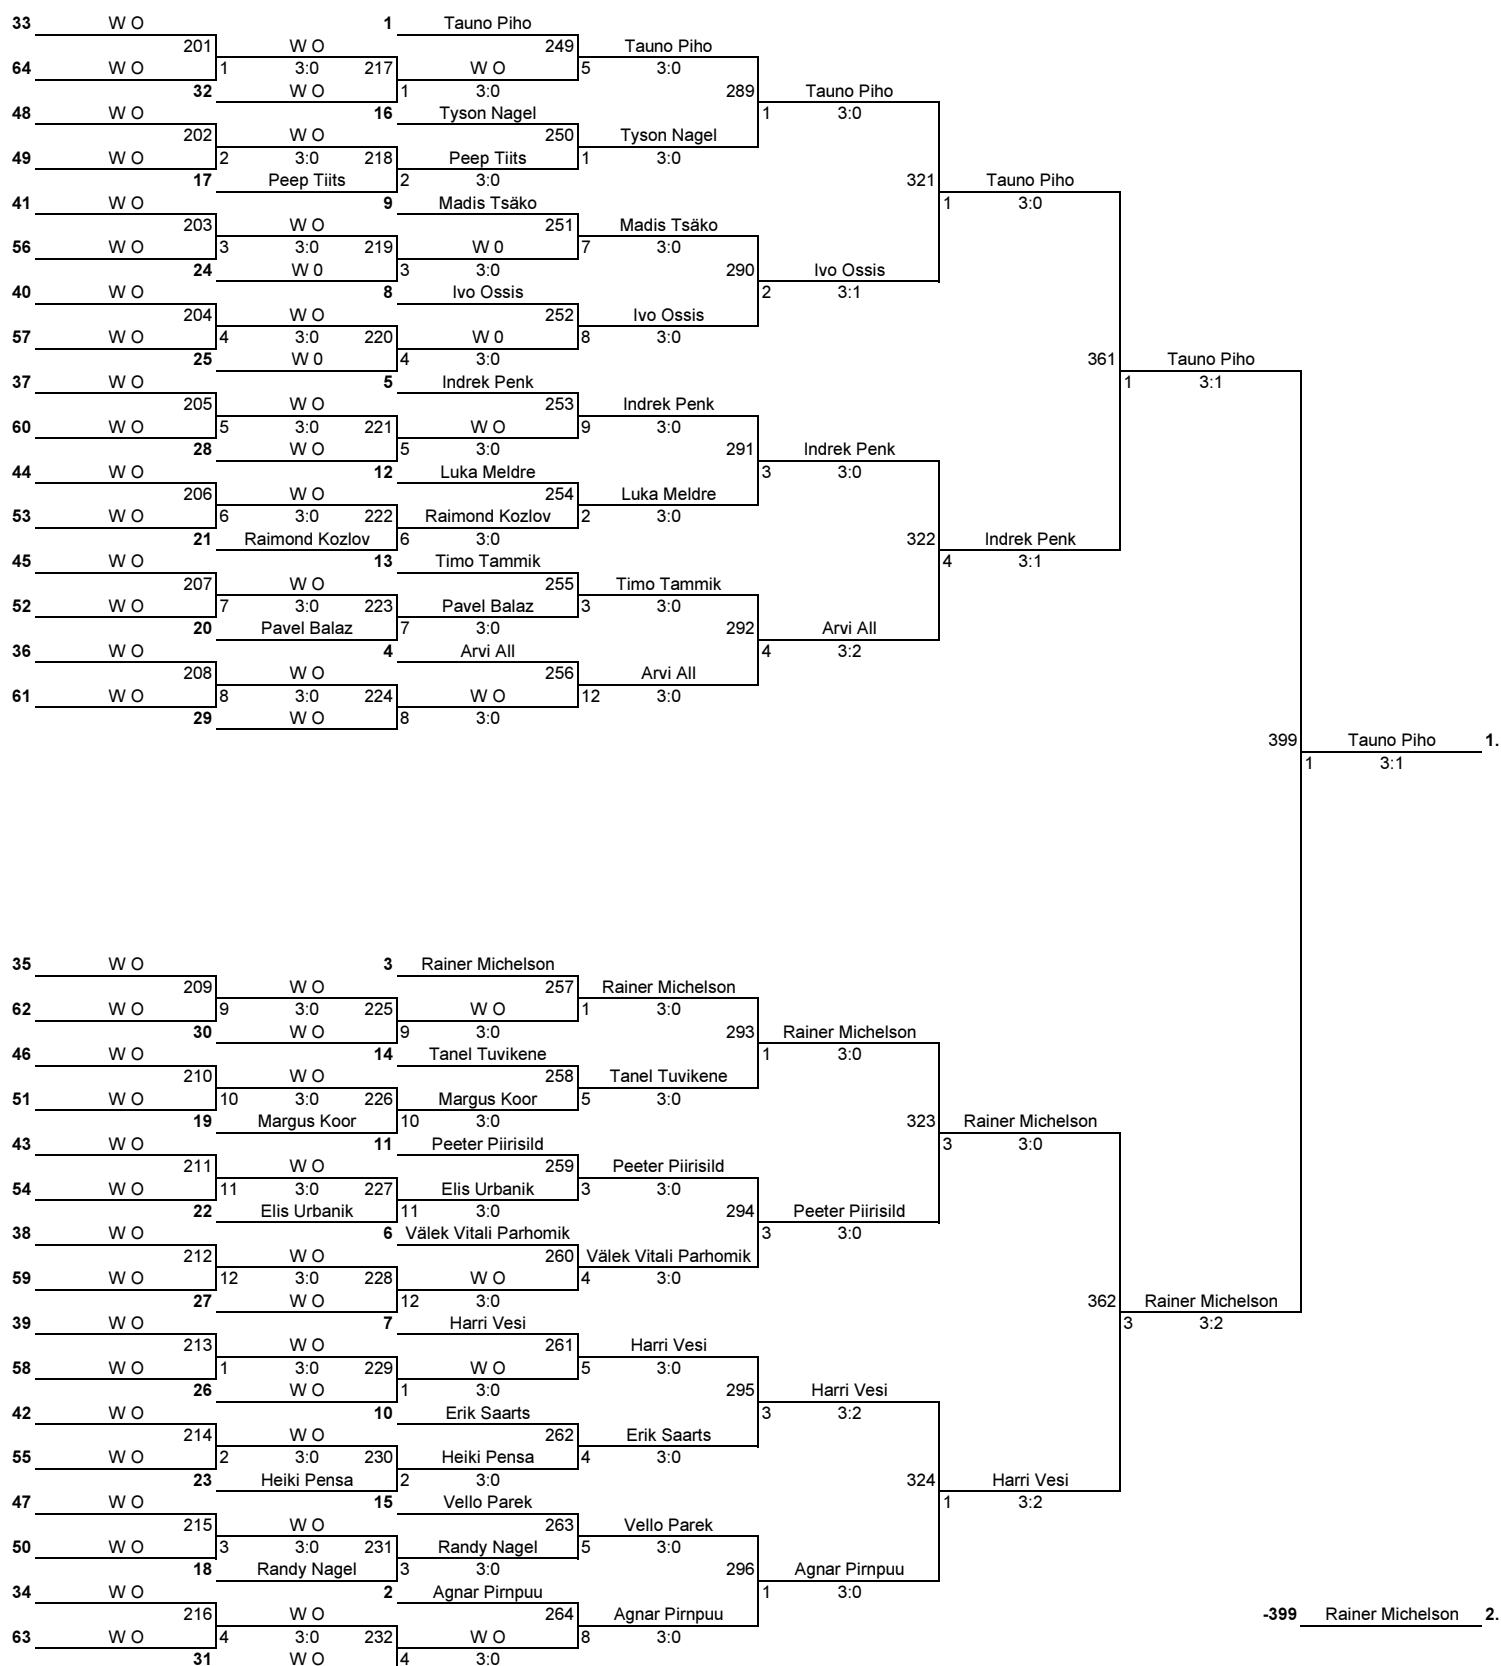 33 W O 1 Tauno Piho
201 W O 249 Tauno Piho
64 W O 1 3:0 217 W O 5 3:0
32 W O 1 3:0 289 Tauno Piho
48 W O 16 Tyson Nagel 1 3:0
202 W O 250 Tyson Nagel
49 W O 2 3:0 218 Peep Tiits 1 3:0
17 Peep Tiits 2 3:0 321 Tauno Piho
41 W O 9 Madis Tsäko 1 3:0
203 W O 251 Madis Tsäko
56 W O 3 3:0 219 W 0 7 3:0
24 W 0 3 3:0 290 Ivo Ossis
40 W O 8 Ivo Ossis 2 3:1
204 W O 252 Ivo Ossis
57 W O 4 3:0 220 W 0 8 3:0
25 W 0 4 3:0 361 Tauno Piho
37 W O 5 Indrek Penk 1 3:1
205 W O 253 Indrek Penk
60 W O 5 3:0 221 W O 9 3:0
28 W O 5 3:0 291 Indrek Penk
44 W O 12 Luka Meldre 3 3:0
206 W O 254 Luka Meldre
53 W O 6 3:0 222 Raimond Kozlov 2 3:0
21 Raimond Kozlov 6 3:0 322 Indrek Penk
45 W O 13 Timo Tammik 4 3:1
207 W O 255 Timo Tammik
52 W O 7 3:0 223 Pavel Balaz 3 3:0
20 Pavel Balaz 7 3:0 292 Arvi All
36 W O 4 Arvi All 4 3:2
208 W O 256 Arvi All
61 W O 8 3:0 224 W O 12 3:0
29 W O 8 3:0
399 Tauno Piho 1.
1 3:1
35 W O 3 Rainer Michelson
209 W O 257 Rainer Michelson
62 W O 9 3:0 225 W O 1 3:0
30 W O 9 3:0 293 Rainer Michelson
46 W O 14 Tanel Tuvikene 1 3:0
210 W O 258 Tanel Tuvikene
51 W O 10 3:0 226 Margus Koor 5 3:0
19 Margus Koor 10 3:0 323 Rainer Michelson
43 W O 11 Peeter Piirisild 3 3:0
211 W O 259 Peeter Piirisild
54 W O 11 3:0 227 Elis Urbanik 3 3:0
22 Elis Urbanik 11 3:0 294 Peeter Piirisild
38 W O 6 Välek Vitali Parhomik 3 3:0
212 W O 260 Välek Vitali Parhomik
59 W O 12 3:0 228 W O 4 3:0
27 W O 12 3:0 362 Rainer Michelson
39 W O 7 Harri Vesi 3 3:2
213 W O 261 Harri Vesi
58 W O 1 3:0 229 W O 5 3:0
26 W O 1 3:0 295 Harri Vesi
42 W O 10 Erik Saarts 3 3:2
214 W O 262 Erik Saarts
55 W O 2 3:0 230 Heiki Pensa 4 3:0
23 Heiki Pensa 2 3:0 324 Harri Vesi
47 W O 15 Vello Parek 1 3:2
215 W O 263 Vello Parek
50 W O 3 3:0 231 Randy Nagel 5 3:0
18 Randy Nagel 3 3:0 296 Agnar Pirnpuu
34 W O 2 Agnar Pirnpuu 1 3:0
216 W O 264 Agnar Pirnpuu -399 Rainer Michelson 2.
63 W O 4 3:0 232 W O 8 3:0
31 W O 4 3:0